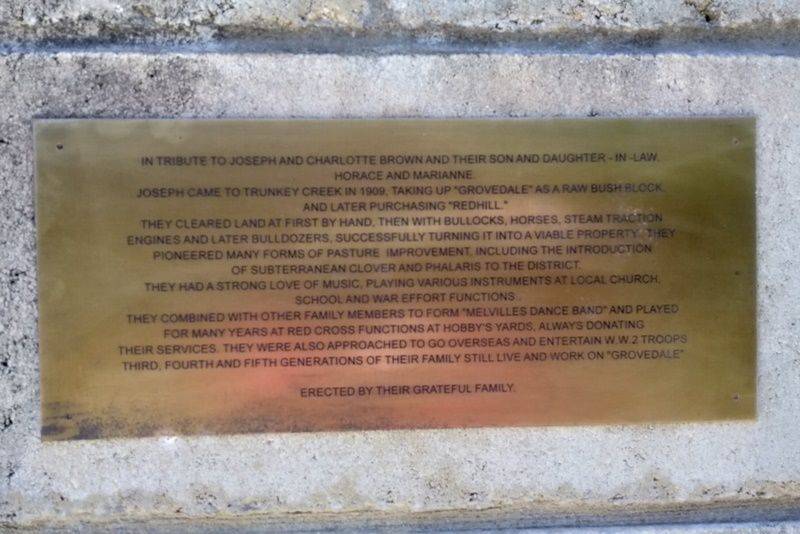 IN TRIBUTE TO JOSEPH AND CHARLOTTE BROWN AND THEIR SON AND DAUGHTER - IN -LAW,
HORACE AND MARIANNE.
JOSEPH CAME TO TRUNKEY CREEK IN 1909, TAKING UP "GROVEDALE" AS A RAW BUSH BLOCK,
AND LATER PURCHASING "REDHILL."
THEY CLEARED LAND AT FIRST BY HAND, THEN WITH BULLOCKS, HORSES, STEAM TRACTION
ENGINES AND LATER BULLDOZERS, SUCCESSFULLY TURNING IT INTO A VIABLE PROPERTY. THEY
PIONEERED MANY FORMS OF PASTURE IMPROVEMENT, INCLUDING THE INTRODUCTION
OF SUBTERRANEAN CLOVER AND PHALARIS TO THE DISTRICT.
THEY HAD A STRONG LOVE OF MUSIC, PLAYING VARIOUS INSTRUMENTS AT LOCAL CHURCH,
SCHOOL AND WAR EFFORT FUNCTIONS.
THEY COMBINED WITH OTHER FAMILY MEMBERS TO FORM "MELVILLES DANCE BAND" AND PLAYED
FOR MANY YEARS AT RED CROSS FUNCTIONS AT HOBBY'S YARDS, ALWAYS DONATING
THEIR SERVICES. THEY WERE ALSO APPROACHED TO GO OVERSEAS AND ENTERTAIN W.W.2 TROOPS
THIRD, FOURTH AND FIFTH GENERATIONS OF THEIR FAMILY STILL LIVE AND WORK ON "GROVEDALE"
ERECTED BY THEIR GRATEFUL FAMILY.